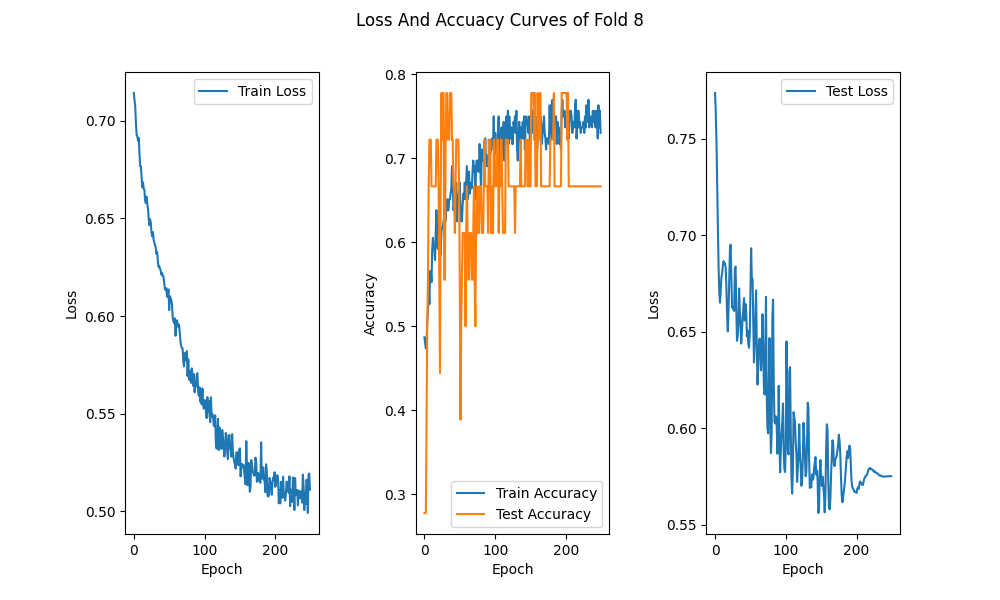 Loss And Accuacy Curves of Fold 8
Train Loss
0.70
0.65
0.60
0.55
0.50
Loss
0
100
200
Epoch
0.8
0.7
0.6
0.5
0.4
0.3
Accuracy
Train Accuracy
Test Accuracy
0
100
200
Epoch
Test Loss
0.75
0.70
0.65
0.60
0.55
Loss
0
100
200
Epoch